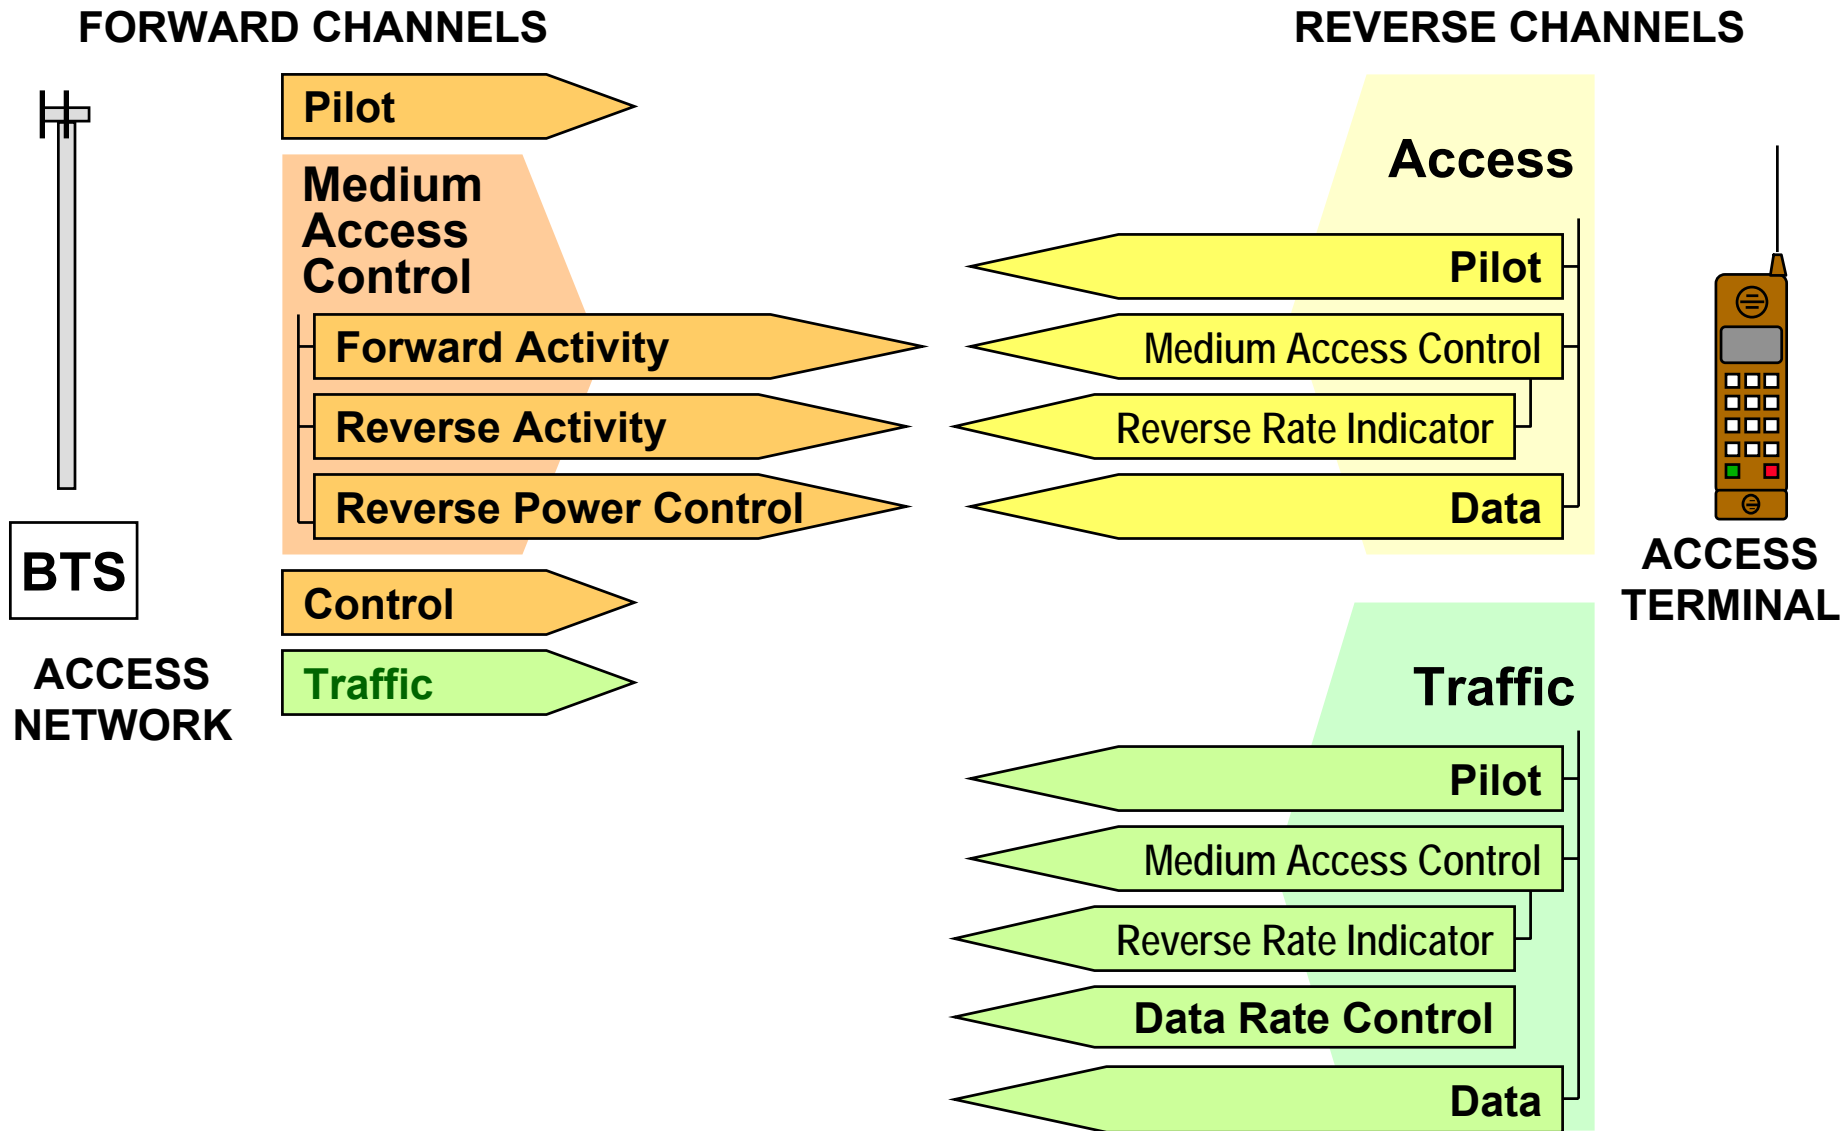 FORWARD CHANNELS
Pilot
Medium
Access
Control
Forward Activity
Reverse Activity
Reverse Power Control
Control
Traffic
BTS
ACCESS
NETWORK
REVERSE CHANNELS
Access
Pilot
Medium Access Control
Reverse Rate Indicator
Data
Traffic
Pilot
Medium Access Control
Reverse Rate Indicator
Data Rate Control
Data
ACCESS
TERMINAL